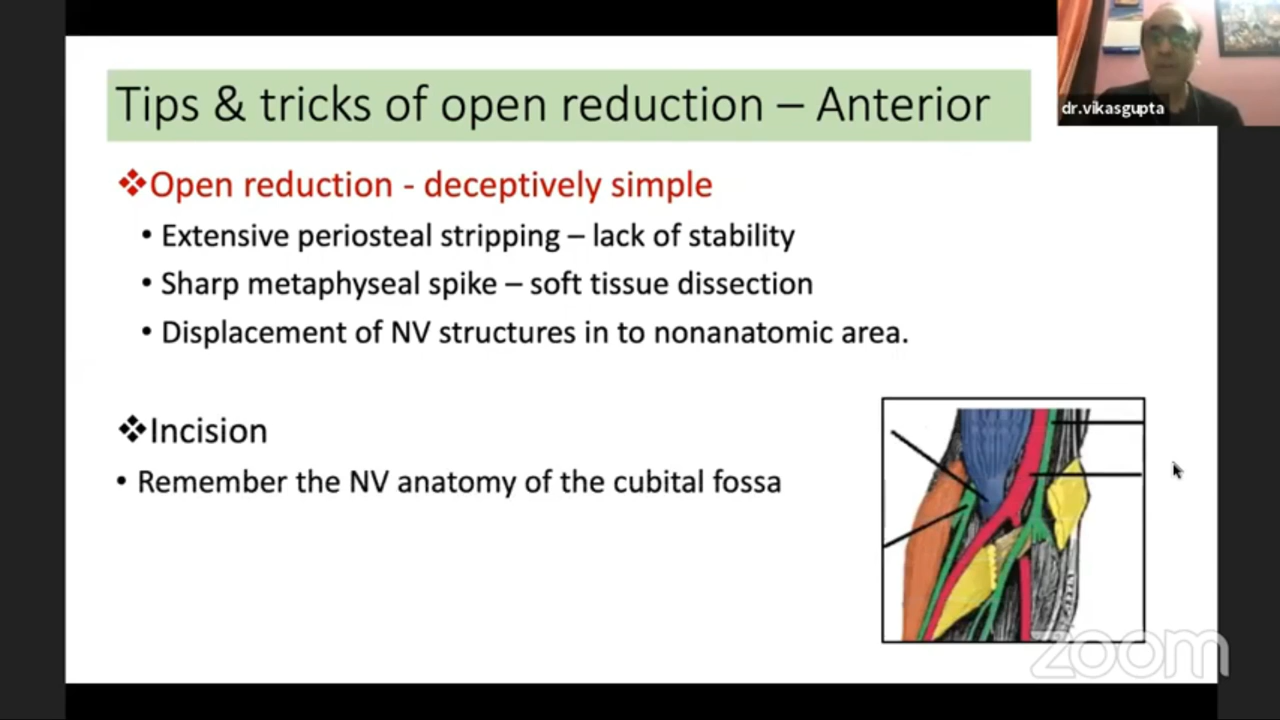 Tips & tricks of open reduction – Anterior
dr.vikasgupta
❖Open reduction - deceptively simple
• Extensive periosteal stripping – lack of stability
• Sharp metaphyseal spike – soft tissue dissection
• Displacement of NV structures in to nonanatomic area.
❖Incision
• Remember the NV anatomy of the cubital fossa
zoom